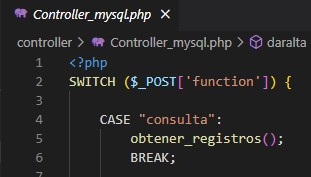 Controller_mysql.php ×
controller > Controller_mysql.php > daralta
1 <?php
2 SWITCH ($_POST['function']) {
3
4 CASE "consulta":
5 obtener_registros();
6 BREAK;